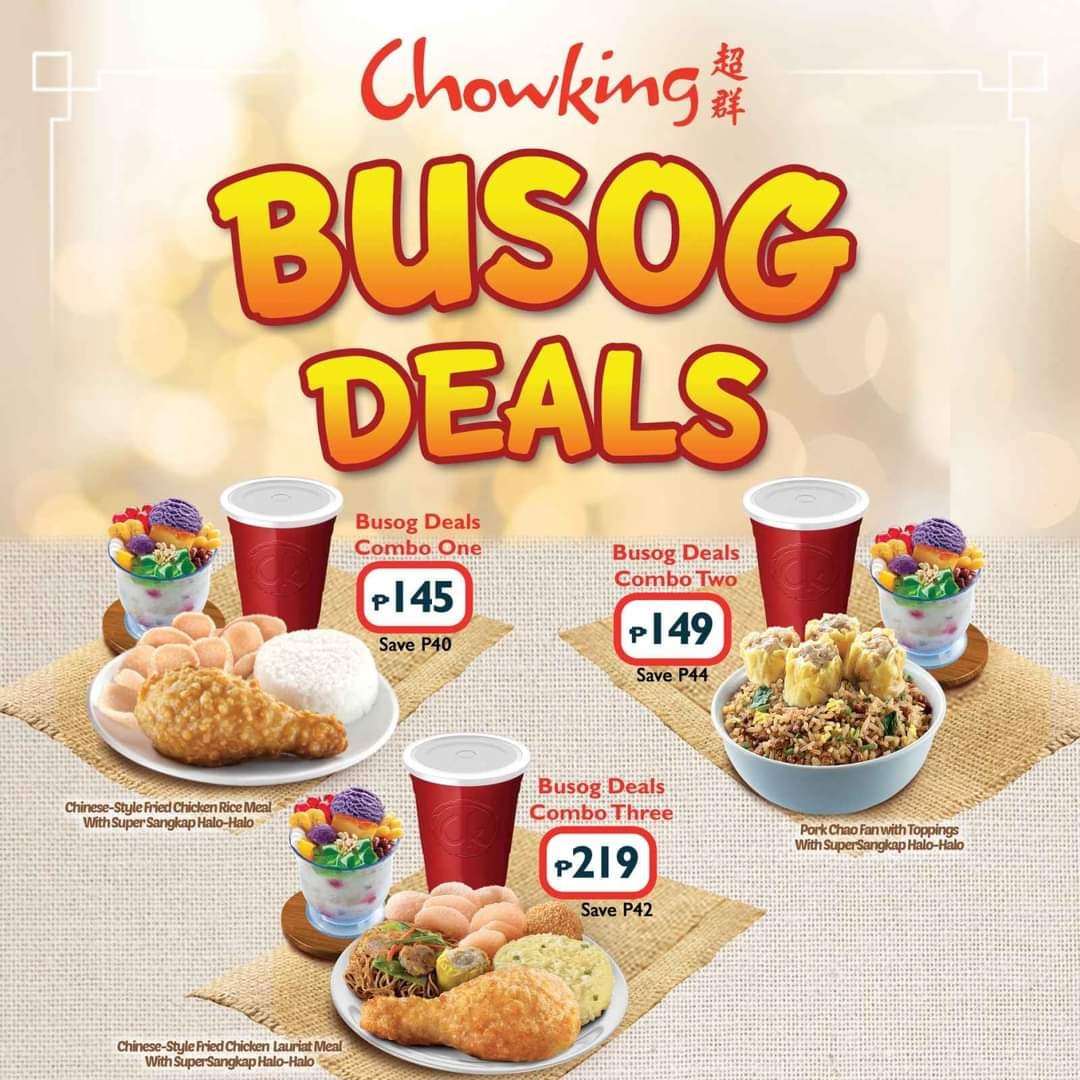 Chowking 超群
BUSOG
DEALS
Busog Deals
Combo One
₱145
Save P40
Busog Deals
Combo Two
₱149
Save P44
Chinese-Style Fried Chicken Rice Meal
With Super Sangkap Halo-Halo
Busog Deals
Combo Three
₱219
Save P42
Pork Chao Fan with Toppings
With SuperSangkap Halo-Halo
Chinese-Style Fried Chicken Lauriat Meal
With SuperSangkap Halo-Halo